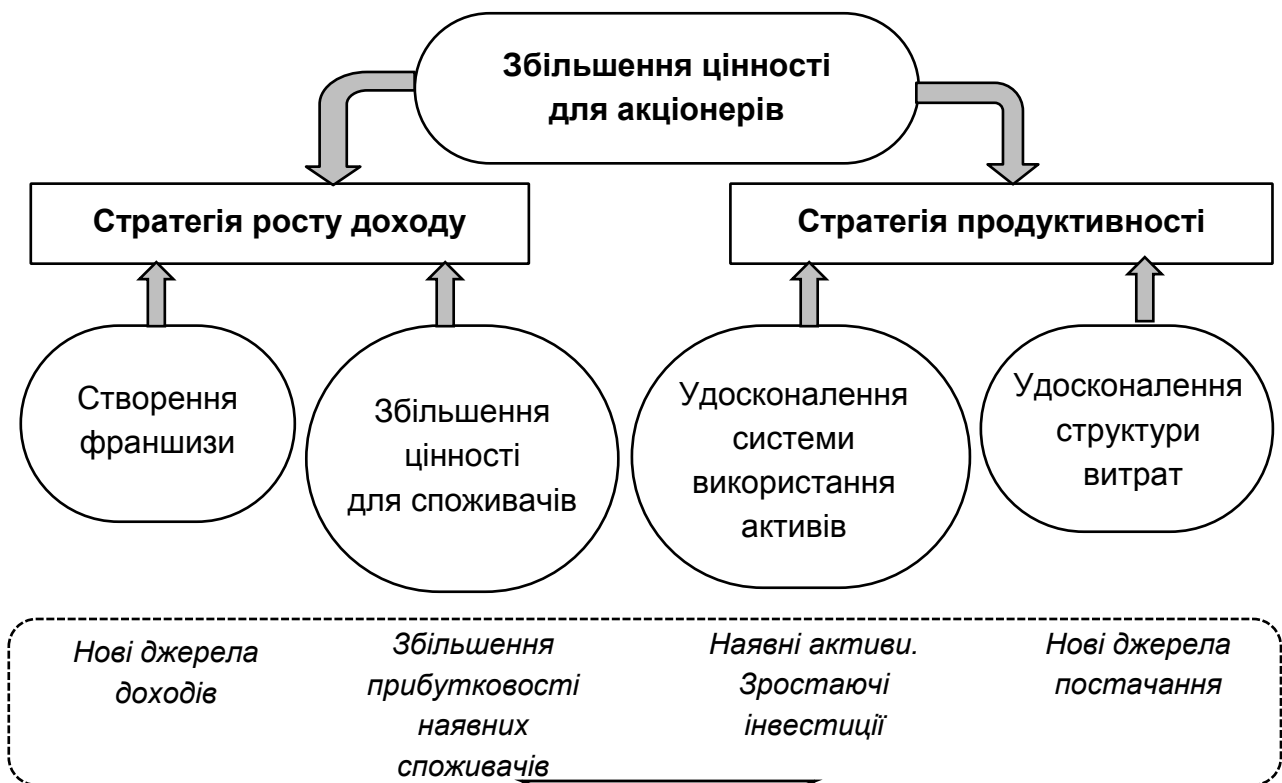 Збільшення цінності
для акціонерів
Стратегія росту доходу
Стратегія продуктивності
Створення
франшизи
Збільшення
цінності
для споживачів
Удосконалення
системи
використання
активів
Удосконалення
структури
витрат
Нові джерела
доходів
Збільшення
прибутковості
наявних
споживачів
Наявні активи.
Зростаючі
інвестиції
Нові джерела
постачання